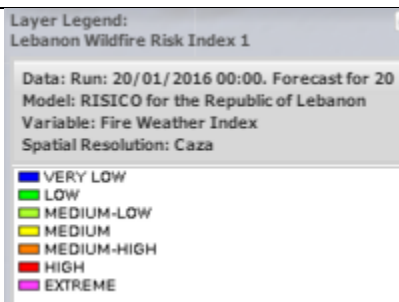 Layer Legend:
Lebanon Wildfire Risk Index 1
Data: Run: 20/01/2016 00:00. Forecast for 20
Model: RISICO for the Republic of Lebanon
Variable: Fire Weather Index
Spatial Resolution: Caza
VERY LOW
LOW
MEDIUM-LOW
MEDIUM
MEDIUM-HIGH
HIGH
EXTREME